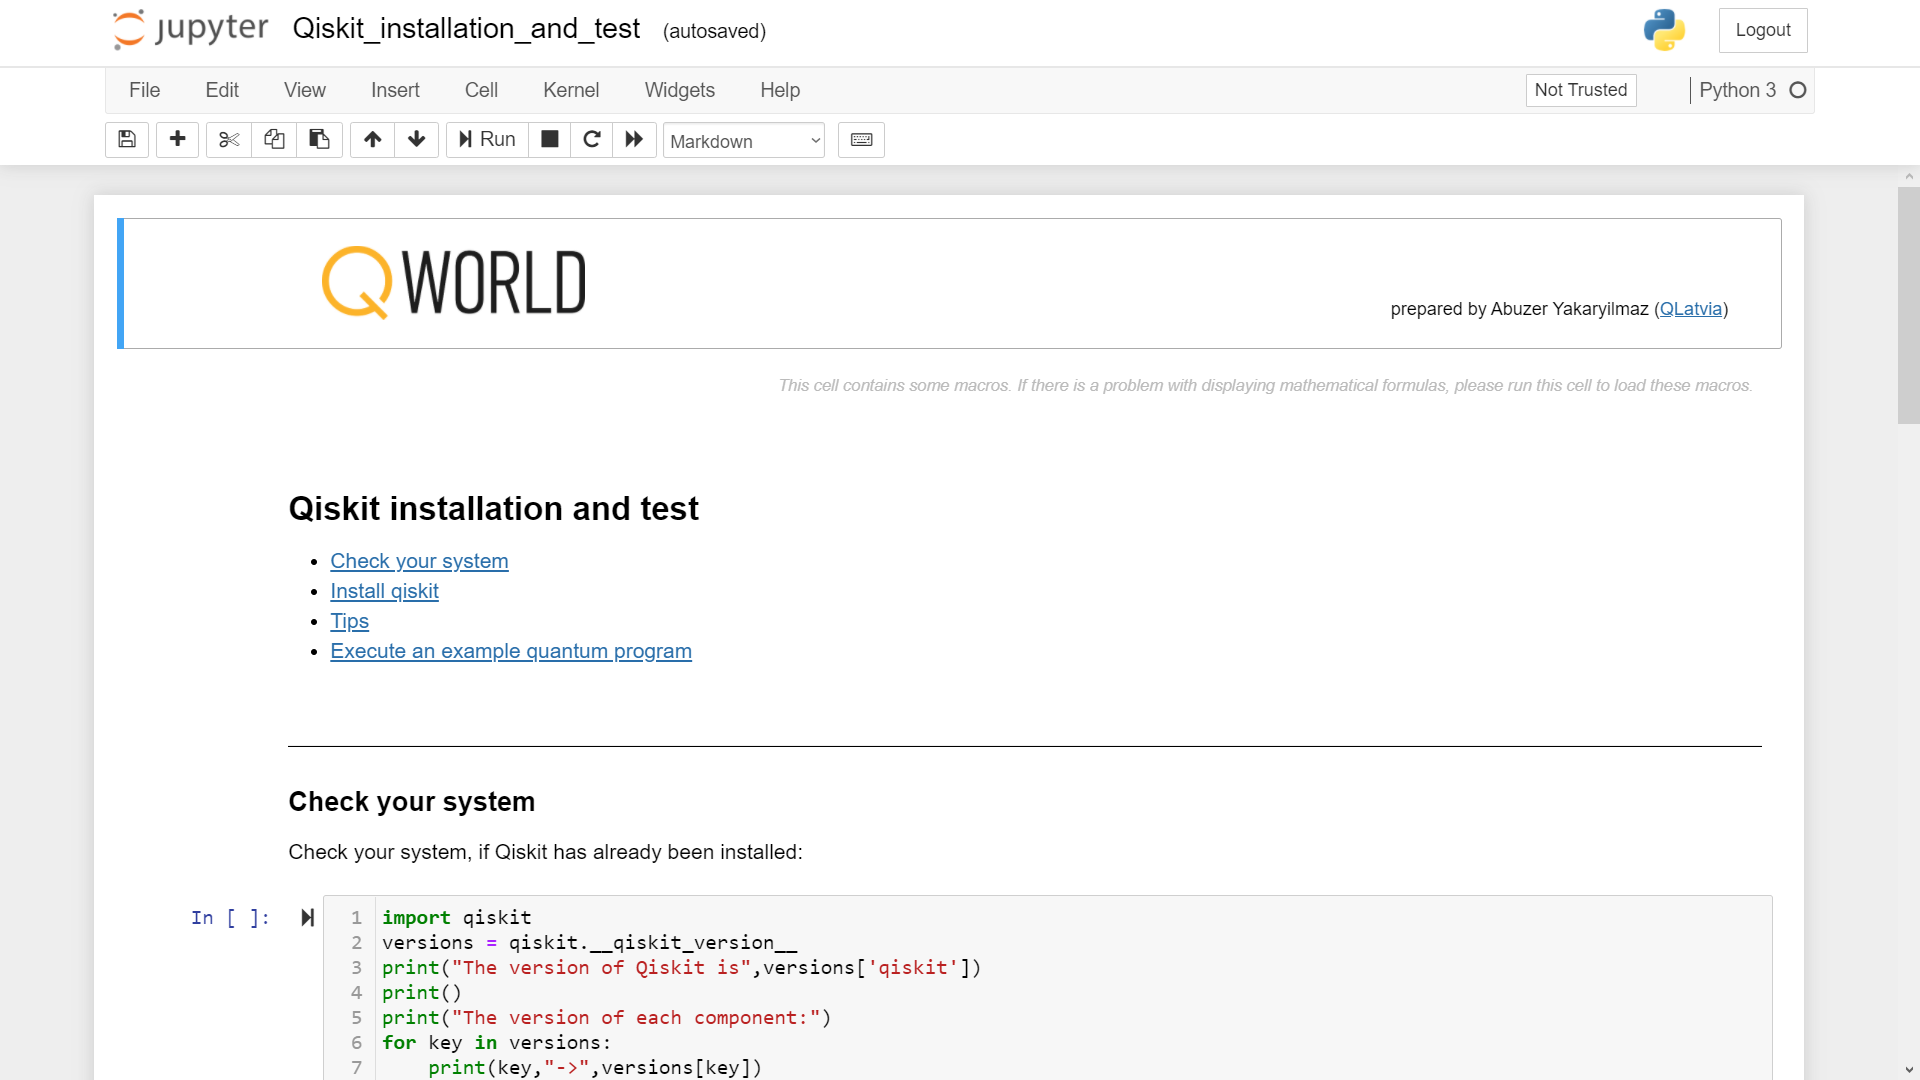 jupyter Qiskit_installation_and_test (autosaved) Logout
File Edit View Insert Cell Kernel Widgets Help Not Trusted Python 3
Run Markdown
QWORLD
prepared by Abuzer Yakaryilmaz (QLatvia)
This cell contains some macros. If there is a problem with displaying mathematical formulas, please run this cell to load these macros.
Qiskit installation and test
• Check your system
• Install qiskit
• Tips
• Execute an example quantum program
Check your system
Check your system, if Qiskit has already been installed:
In [ ]: 1 import qiskit
2 versions = qiskit.__qiskit_version__
3 print("The version of Qiskit is",versions['qiskit'])
4 print()
5 print("The version of each component:")
6 for key in versions:
7     print(key,"->",versions[key])